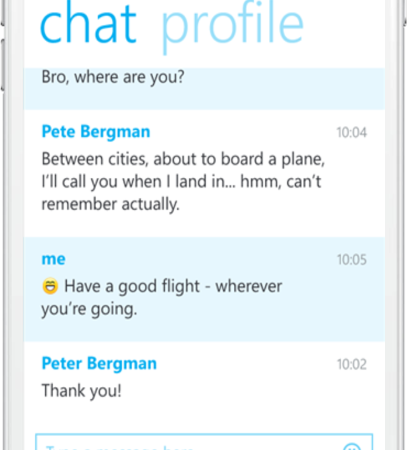 chat profile
Bro, where are you?
Pete Bergman 10:04
Between cities, about to board a plane,
I'll call you when I land in... hmm, can't
remember actually.
me 10:05
😁 Have a good flight - wherever
you're going.
Peter Bergman 10:02
Thank you!